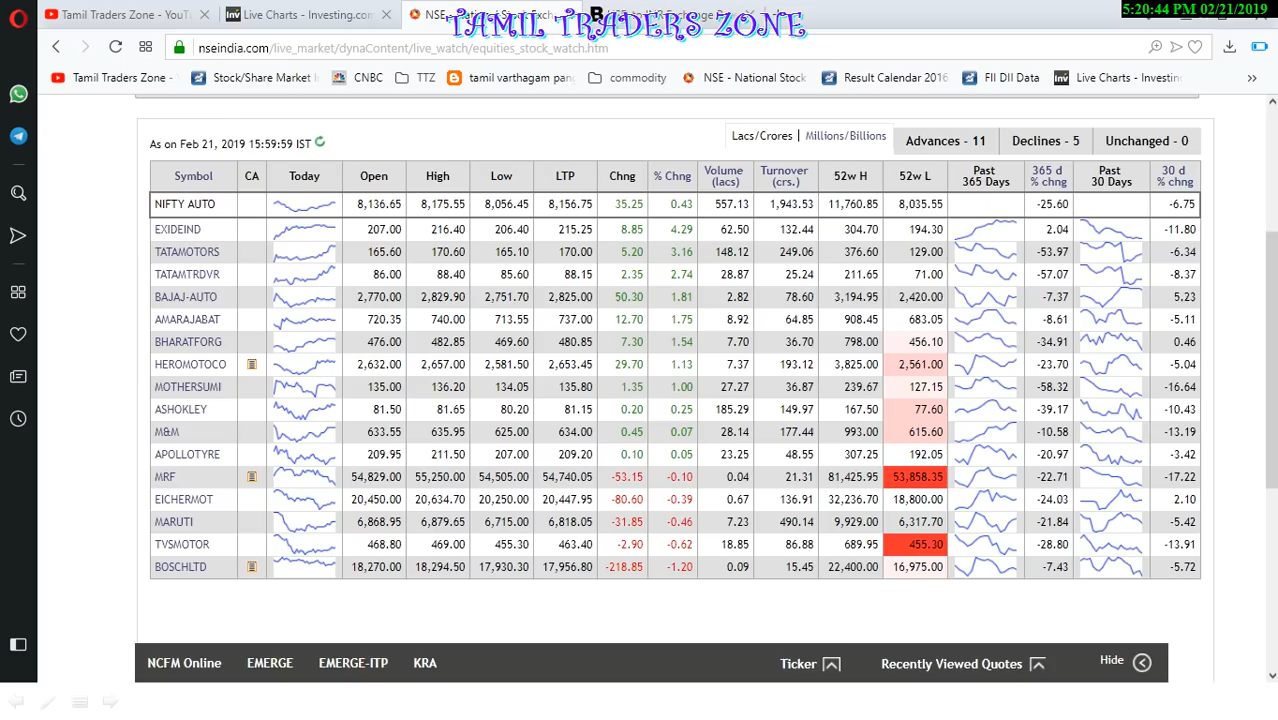 Tamil Traders Zone - YouT
Live Charts - Investing.com
NSE
TAMIL TRADERS ZONE
5:20:44 PM 02/21/2019
nseindia.com/live_market/dynaContent/live_watch/equities_stock_watch.htm
Tamil Traders Zone - Stock/Share Market CNBC TTZ tamil varthagam pan commodity NSE - National Stock Result Calendar 2016 FII DII Data Live Charts - Investin
As on Feb 21, 2019 15:59:59 IST Lacs/Crores | Millions/Billions Advances - 11 Declines - 5 Unchanged - 0
Symbol CA Today Open High Low LTP Chng % Chng Volume (lacs) Turnover (crs.) 52w H 52w L Past 365 Days 365 d % chng Past 30 Days 30 d % chng
NIFTY AUTO 8,136.65 8,175.55 8,056.45 8,156.75 35.25 0.43 557.13 1,943.53 11,760.85 8,035.55 -25.60 -6.75
EXIDEIND 207.00 216.40 206.40 215.25 8.85 4.29 62.50 132.44 304.70 194.30 2.04 -11.80
TATAMOTORS 165.60 170.60 165.10 170.00 5.20 3.16 148.12 249.06 376.60 129.00 -53.97 -6.34
TATAMTRDVR 86.00 88.40 85.60 88.15 2.35 2.74 28.87 25.24 211.65 71.00 -57.07 -8.37
BAJAJ-AUTO 2,770.00 2,829.90 2,751.70 2,825.00 50.30 1.81 2.82 78.60 3,194.95 2,420.00 -7.37 5.23
AMARAJABAT 720.35 740.00 713.55 737.00 12.70 1.75 8.92 64.85 908.45 683.05 -8.61 -5.11
BHARATFORG 470.00 482.85 469.60 480.85 7.30 1.54 7.70 36.70 798.00 456.10 -34.91 0.46
HEROMOTOCO 2,632.00 2,657.00 2,581.50 2,653.45 29.70 1.13 7.37 193.12 3,825.00 2,561.00 -23.70 -5.04
MOTHERSUMI 135.00 136.20 134.05 135.80 1.35 1.00 27.27 36.87 239.67 127.15 -58.32 -16.64
ASHOKLEY 81.50 81.65 80.20 81.15 0.20 0.25 185.29 149.97 167.50 77.60 -39.17 -10.43
M&M 633.55 635.95 625.00 634.00 0.45 0.07 28.14 177.44 993.00 615.60 -10.58 -13.19
APOLLOTYRE 209.95 211.50 207.00 209.20 0.10 0.05 23.25 48.55 307.25 192.05 -20.97 -3.42
MRF 54,829.00 55,250.00 54,505.00 54,740.05 -53.15 -0.10 0.04 21.31 81,425.95 53,858.35 -22.71 -17.22
EICHERMOT 20,450.00 20,634.70 20,250.00 20,447.95 -80.60 -0.39 0.67 136.91 32,236.70 18,800.00 -24.03 2.10
MARUTI 6,868.95 6,879.65 6,715.00 6,818.05 -31.85 -0.46 7.23 490.14 9,929.00 6,317.70 -21.84 -5.42
TVSMOTOR 468.80 469.00 455.30 463.40 -2.90 -0.62 18.85 86.88 689.95 455.30 -28.80 -13.91
BOSCHLTD 18,270.00 18,294.50 17,930.30 17,956.80 -218.85 -1.20 0.09 15.45 22,400.00 16,975.00 -7.43 -5.72
NCFM Online EMERGE EMERGE-ITP KRA Ticker Recently Viewed Quotes Hide